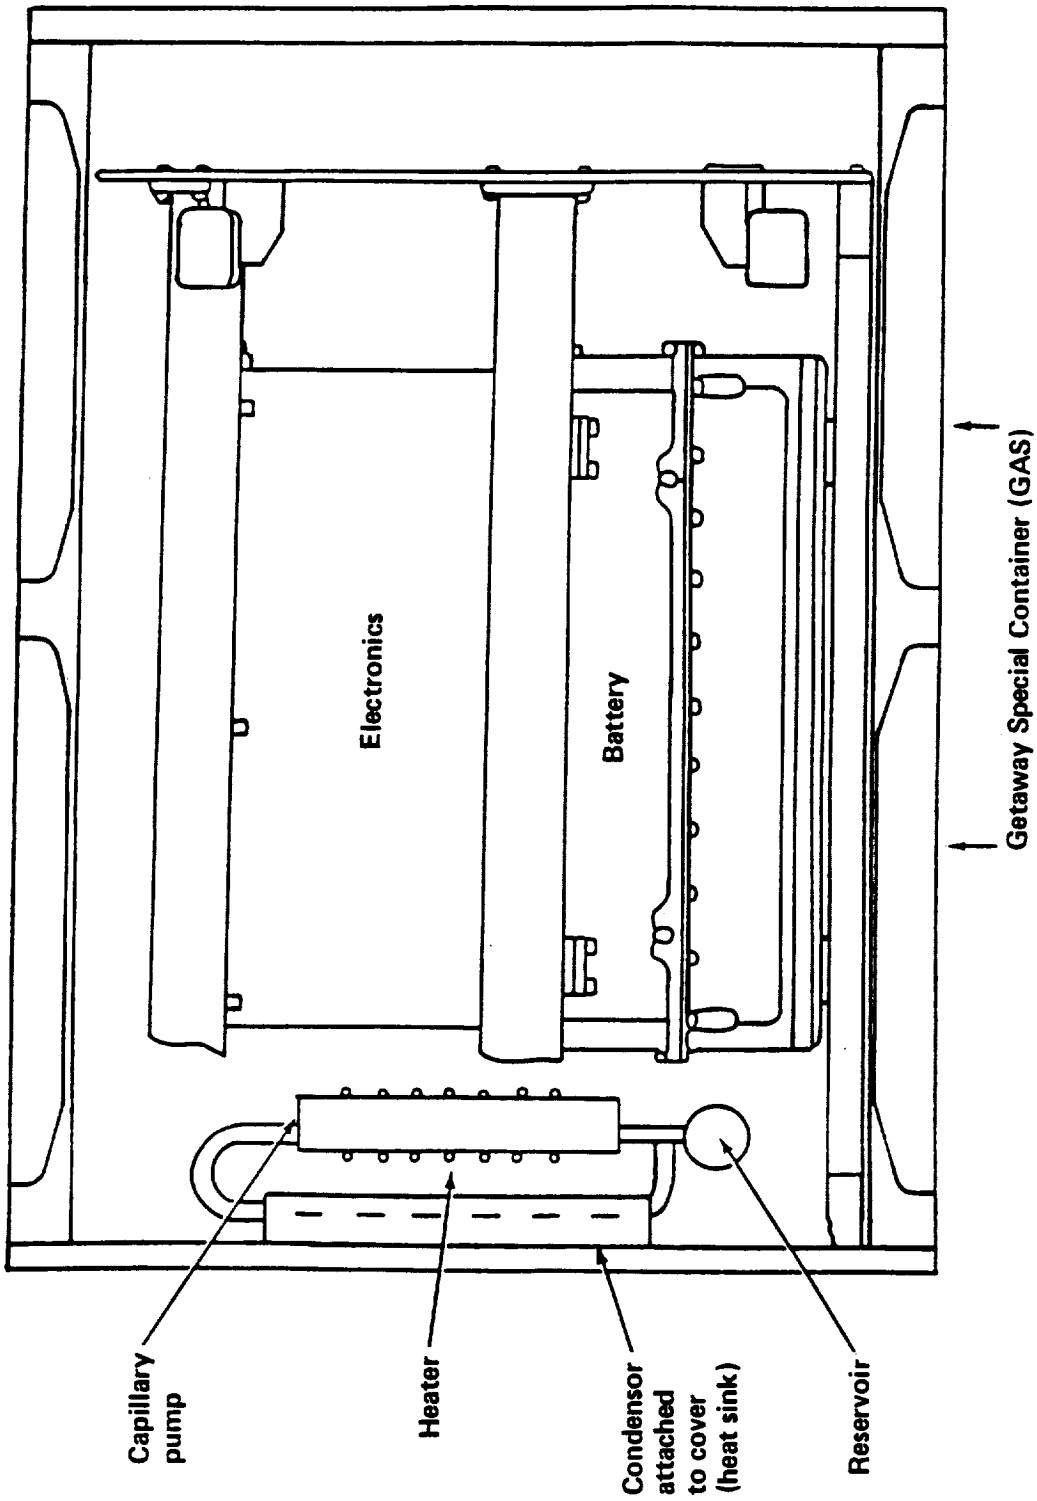 Capillary
pump
Heater
Condensor
attached
to cover
(heat sink)
Reservoir
Electronics
Battery
Getaway Special Container (GAS)